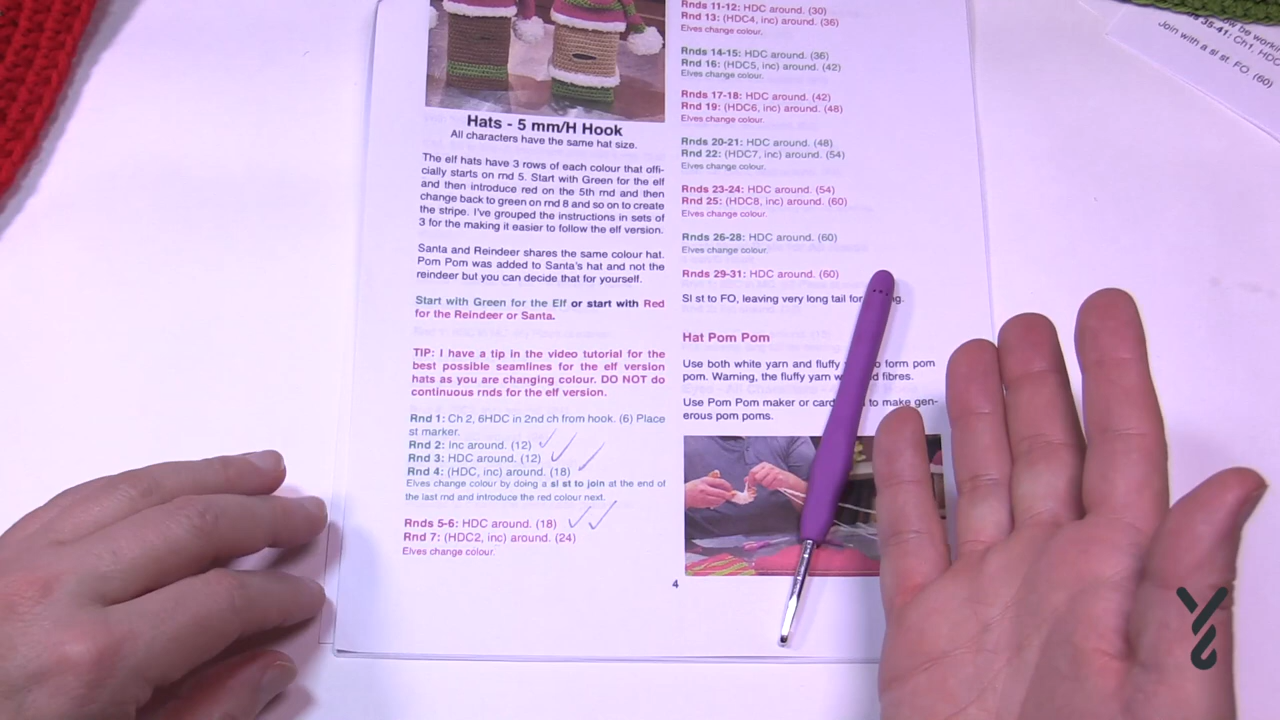 Hats - 5 mm/H Hook
All characters have the same hat size.
The elf hats have 3 rows of each colour that offi-
cially starts on rnd 5. Start with Green for the elf
and then introduce red on the 5th rnd and then
change back to green on rnd 8 and so on to create
the stripe. I've grouped the instructions in sets of
3 for the making it easier to follow the elf version.
Santa and Reindeer shares the same colour hat.
Pom Pom was added to Santa's hat and not the
reindeer but you can decide that for yourself.
Start with Green for the Elf or start with Red
for the Reindeer or Santa.
TIP: I have a tip in the video tutorial for the
best possible seamlines for the elf version
hats as you are changing colour. DO NOT do
continuous rnds for the elf version.
Rnd 1: Ch 2, 6HDC in 2nd ch from hook. (6) Place
st marker.
Rnd 2: Inc around. (12)
Rnd 3: HDC around. (12)
Rnd 4: (HDC, inc) around. (18)
Elves change colour by doing a sl st to join at the end of
the last rnd and introduce the red colour next.
Rnds 5-6: HDC around. (18)
Rnd 7: (HDC2, inc) around. (24)
Elves change colour.
Rnds 11-12: HDC around. (30)
Rnd 13: (HDC4, inc) around. (36)
Elves change colour.
Rnds 14-15: HDC around. (36)
Rnd 16: (HDC5, inc) around. (42)
Elves change colour.
Rnds 17-18: HDC around. (42)
Rnd 19: (HDC6, inc) around. (48)
Elves change colour.
Rnds 20-21: HDC around. (48)
Rnd 22: (HDC7, inc) around. (54)
Elves change colour.
Rnds 23-24: HDC around. (54)
Rnd 25: (HDC8, inc) around. (60)
Elves change colour.
Rnds 26-28: HDC around. (60)
Elves change colour.
Rnds 29-31: HDC around. (60)
Sl st to FO, leaving very long tail for
Hat Pom Pom
Use both white yarn and fluffy to form pom
pom. Warning, the fluffy yarn fibres.
Use Pom Pom maker or to make gen-
erous pom poms.
4
be
35-41: Ch1, HDC
Join with a sl st. FO. (60)